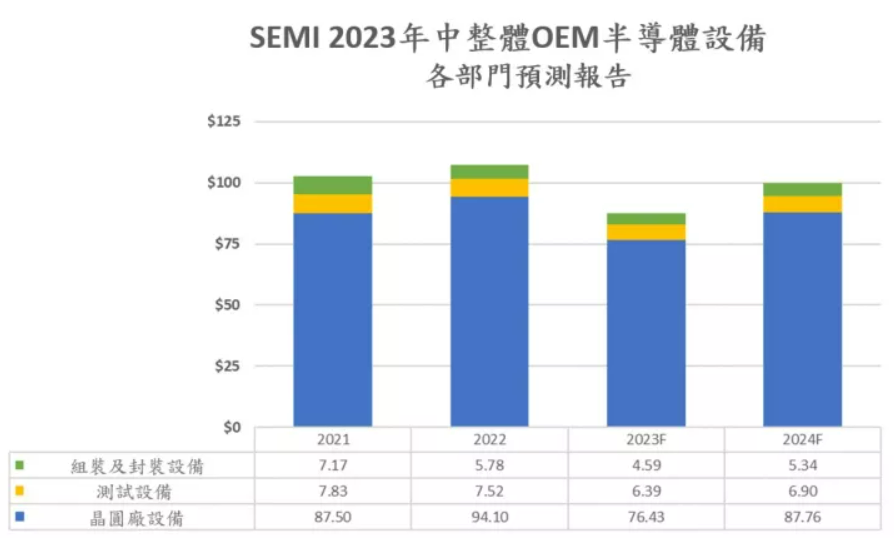 SEMI 2023年中整體OEM半導體設備
各部門預測報告
$125
$100
$75
$50
$25
$0
2021 2022 2023F 2024F
組裝及封裝設備 7.17 5.78 4.59 5.34
測試設備 7.83 7.52 6.39 6.90
晶圓廠設備 87.50 94.10 76.43 87.76